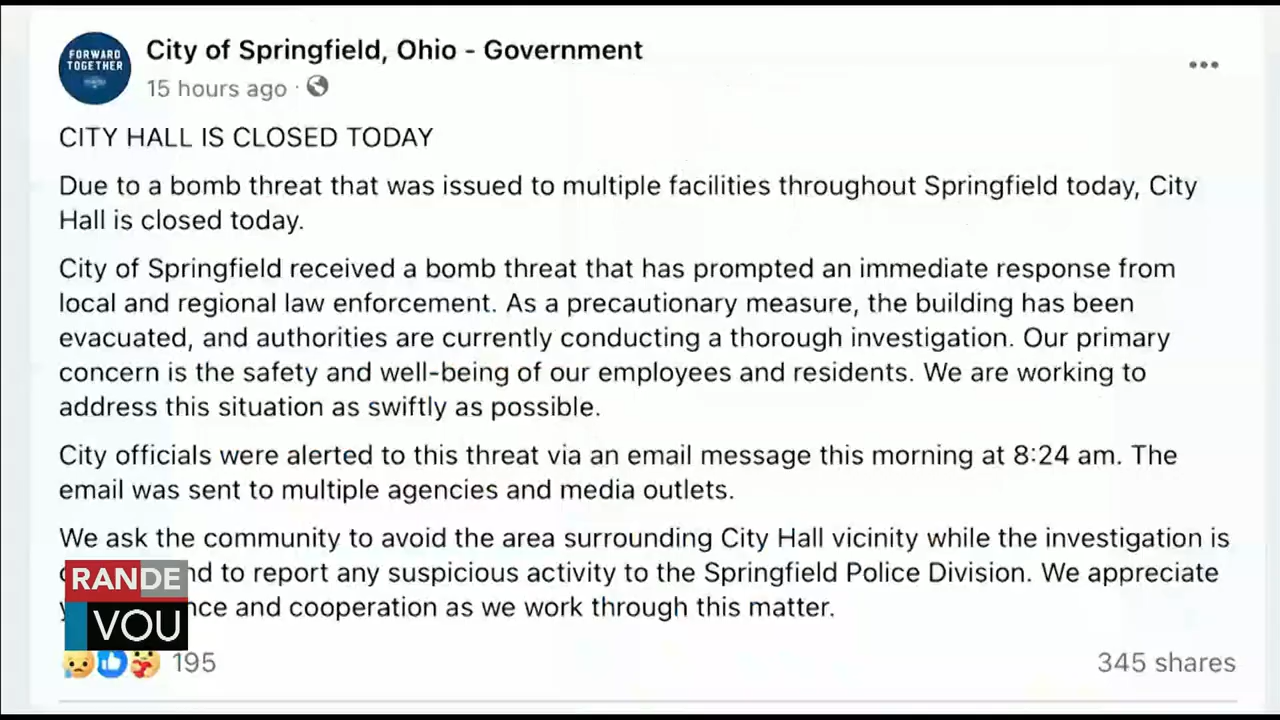 FORWARD
TOGETHER
City of Springfield, Ohio - Government
15 hours ago ·
CITY HALL IS CLOSED TODAY
Due to a bomb threat that was issued to multiple facilities throughout Springfield today, City
Hall is closed today.
City of Springfield received a bomb threat that has prompted an immediate response from
local and regional law enforcement. As a precautionary measure, the building has been
evacuated, and authorities are currently conducting a thorough investigation. Our primary
concern is the safety and well-being of our employees and residents. We are working to
address this situation as swiftly as possible.
City officials were alerted to this threat via an email message this morning at 8:24 am. The
email was sent to multiple agencies and media outlets.
We ask the community to avoid the area surrounding City Hall vicinity while the investigation is
to report any suspicious activity to the Springfield Police Division. We appreciate
and cooperation as we work through this matter.
RANDE
VOU
195
345 shares